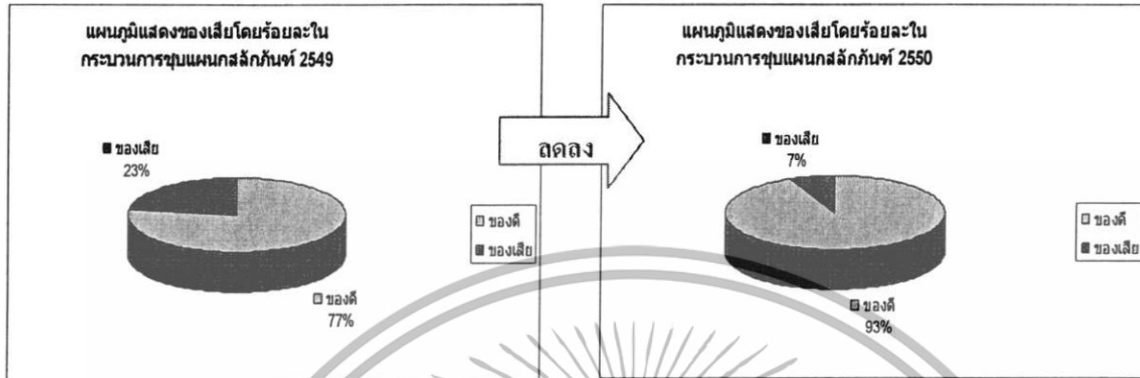 แผนภูมิแสดงของเสียโดยร้อยละใน
กระบวนการชุบแผนกสลักภันฑ์ 2549
■ ของเสีย
23%
ของดี
77%
ของดี
ของเสีย
ลดลง
แผนภูมิแสดงของเสียโดยร้อยละใน
กระบวนการชุบแผนกสลักภันฑ์ 2550
■ ของเสีย
7%
ของดี
93%
ของดี
ของเสีย